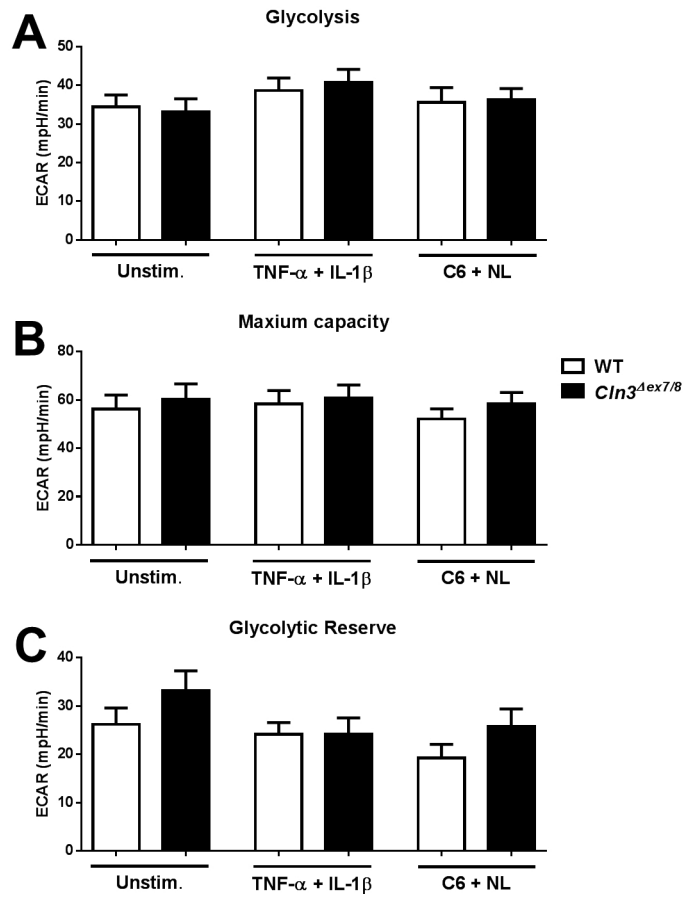 A
Glycolysis
ECAR (mpH/min)
50
40
30
20
10
0
Unstim.
TNF-α + IL-1β
C6 + NL
B
Maxium capacity
ECAR (mpH/min)
80
60
40
20
0
Unstim.
TNF-α + IL-1β
C6 + NL
WT
Cln3Δex7/8
C
Glycolytic Reserve
ECAR (mpH/min)
40
30
20
10
0
Unstim.
TNF-α + IL-1β
C6 + NL